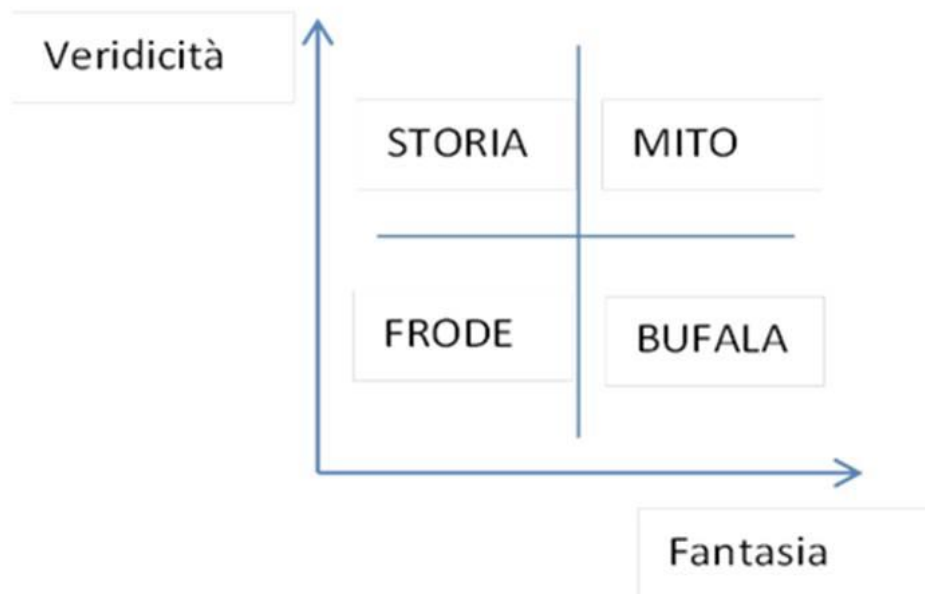 Veridicità
STORIA
MITO
FRODE
BUFALA
Fantasia